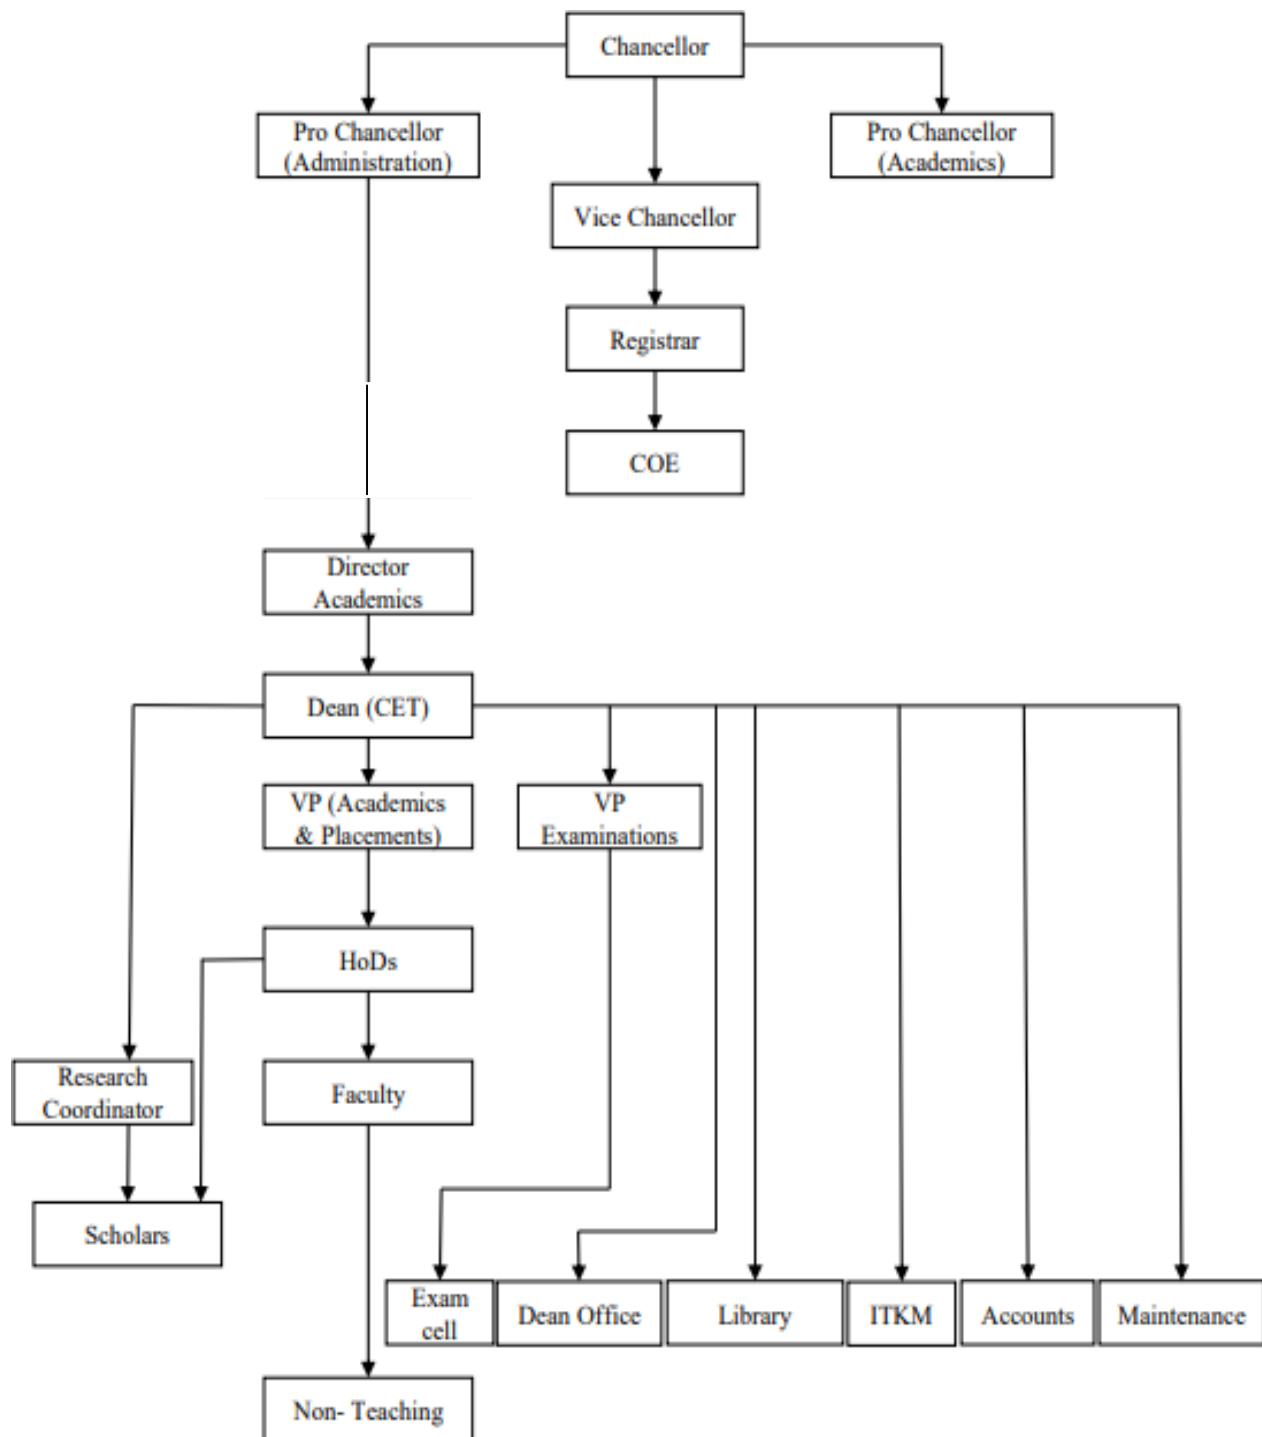 Chancellor
Pro Chancellor
(Administration)
Pro Chancellor
(Academics)
Vice Chancellor
Registrar
COE
Director
Academics
Dean (CET)
VP (Academics
& Placements)
VP
Examinations
HoDs
Research
Coordinator
Faculty
Scholars
Exam
cell
Dean Office
Library
ITKM
Accounts
Maintenance
Non- Teaching